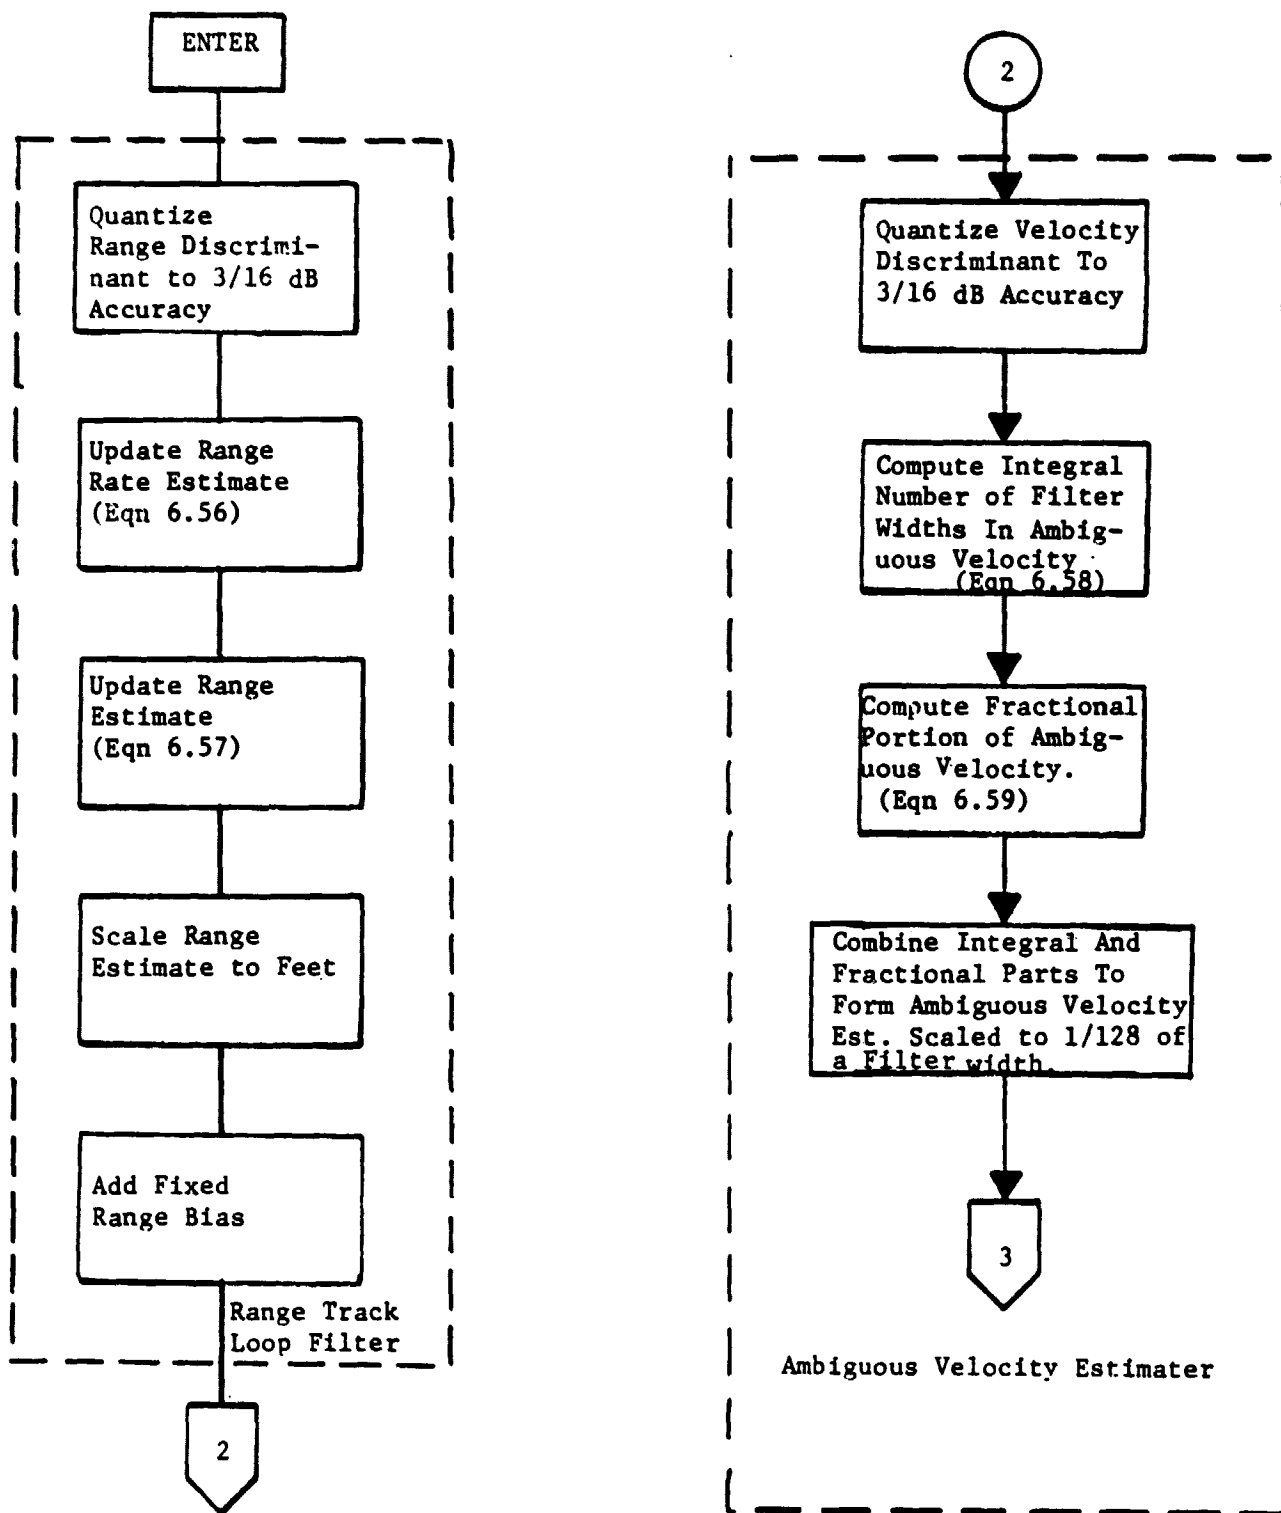 ENTER
Quantize
Range Discrimi-
nant to 3/16 dB
Accuracy
Update Range
Rate Estimate
(Eqn 6.56)
Update Range
Estimate
(Eqn 6.57)
Scale Range
Estimate to Feet
Add Fixed
Range Bias
Range Track
Loop Filter
2
2
Quantize Velocity
Discriminant To
3/16 dB Accuracy
Compute Integral
Number of Filter
Widths In Ambig-
uous Velocity
(Eqn 6.58)
Compute Fractional
Portion of Ambig-
uous Velocity.
(Eqn 6.59)
Combine Integral And
Fractional Parts To
Form Ambiguous Velocity
Est. Scaled to 1/128 of
a Filter width.
3
Ambiguous Velocity Estimater